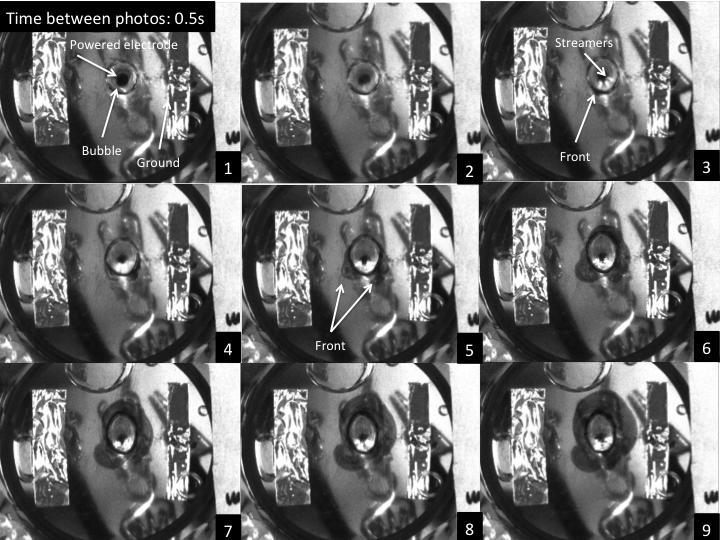 Time between photos: 0.5s
Powered electrode
Bubble
Ground
1
2
Streamers
Front
3
4
Front
5
6
7
8
9